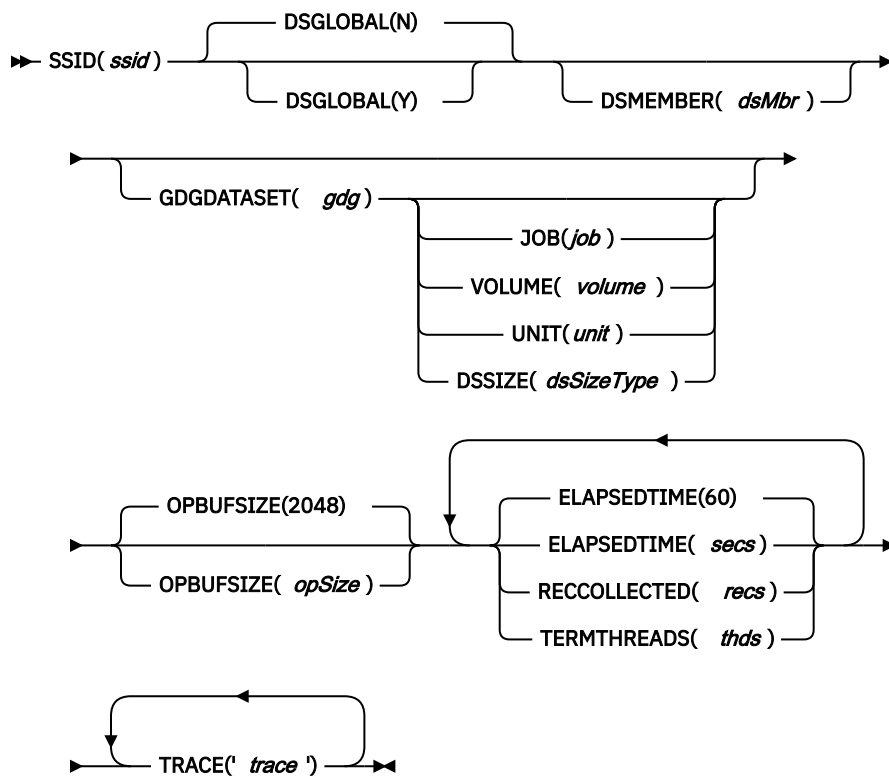 DSGLOBAL(N)
SSID( ssid )
DSGLOBAL(Y)
DSMEMBER( dsMbr )
GDGDATASET( gdg )
JOB( job )
VOLUME( volume )
UNIT( unit )
DSSIZE( dsSizeType )
OPBUFSIZE(2048)
OPBUFSIZE( opSize )
ELAPSEDTIME(60)
ELAPSEDTIME( secs )
RECCOLLECTED( recs )
TERMTHREADS( thds )
TRACE(' trace ')